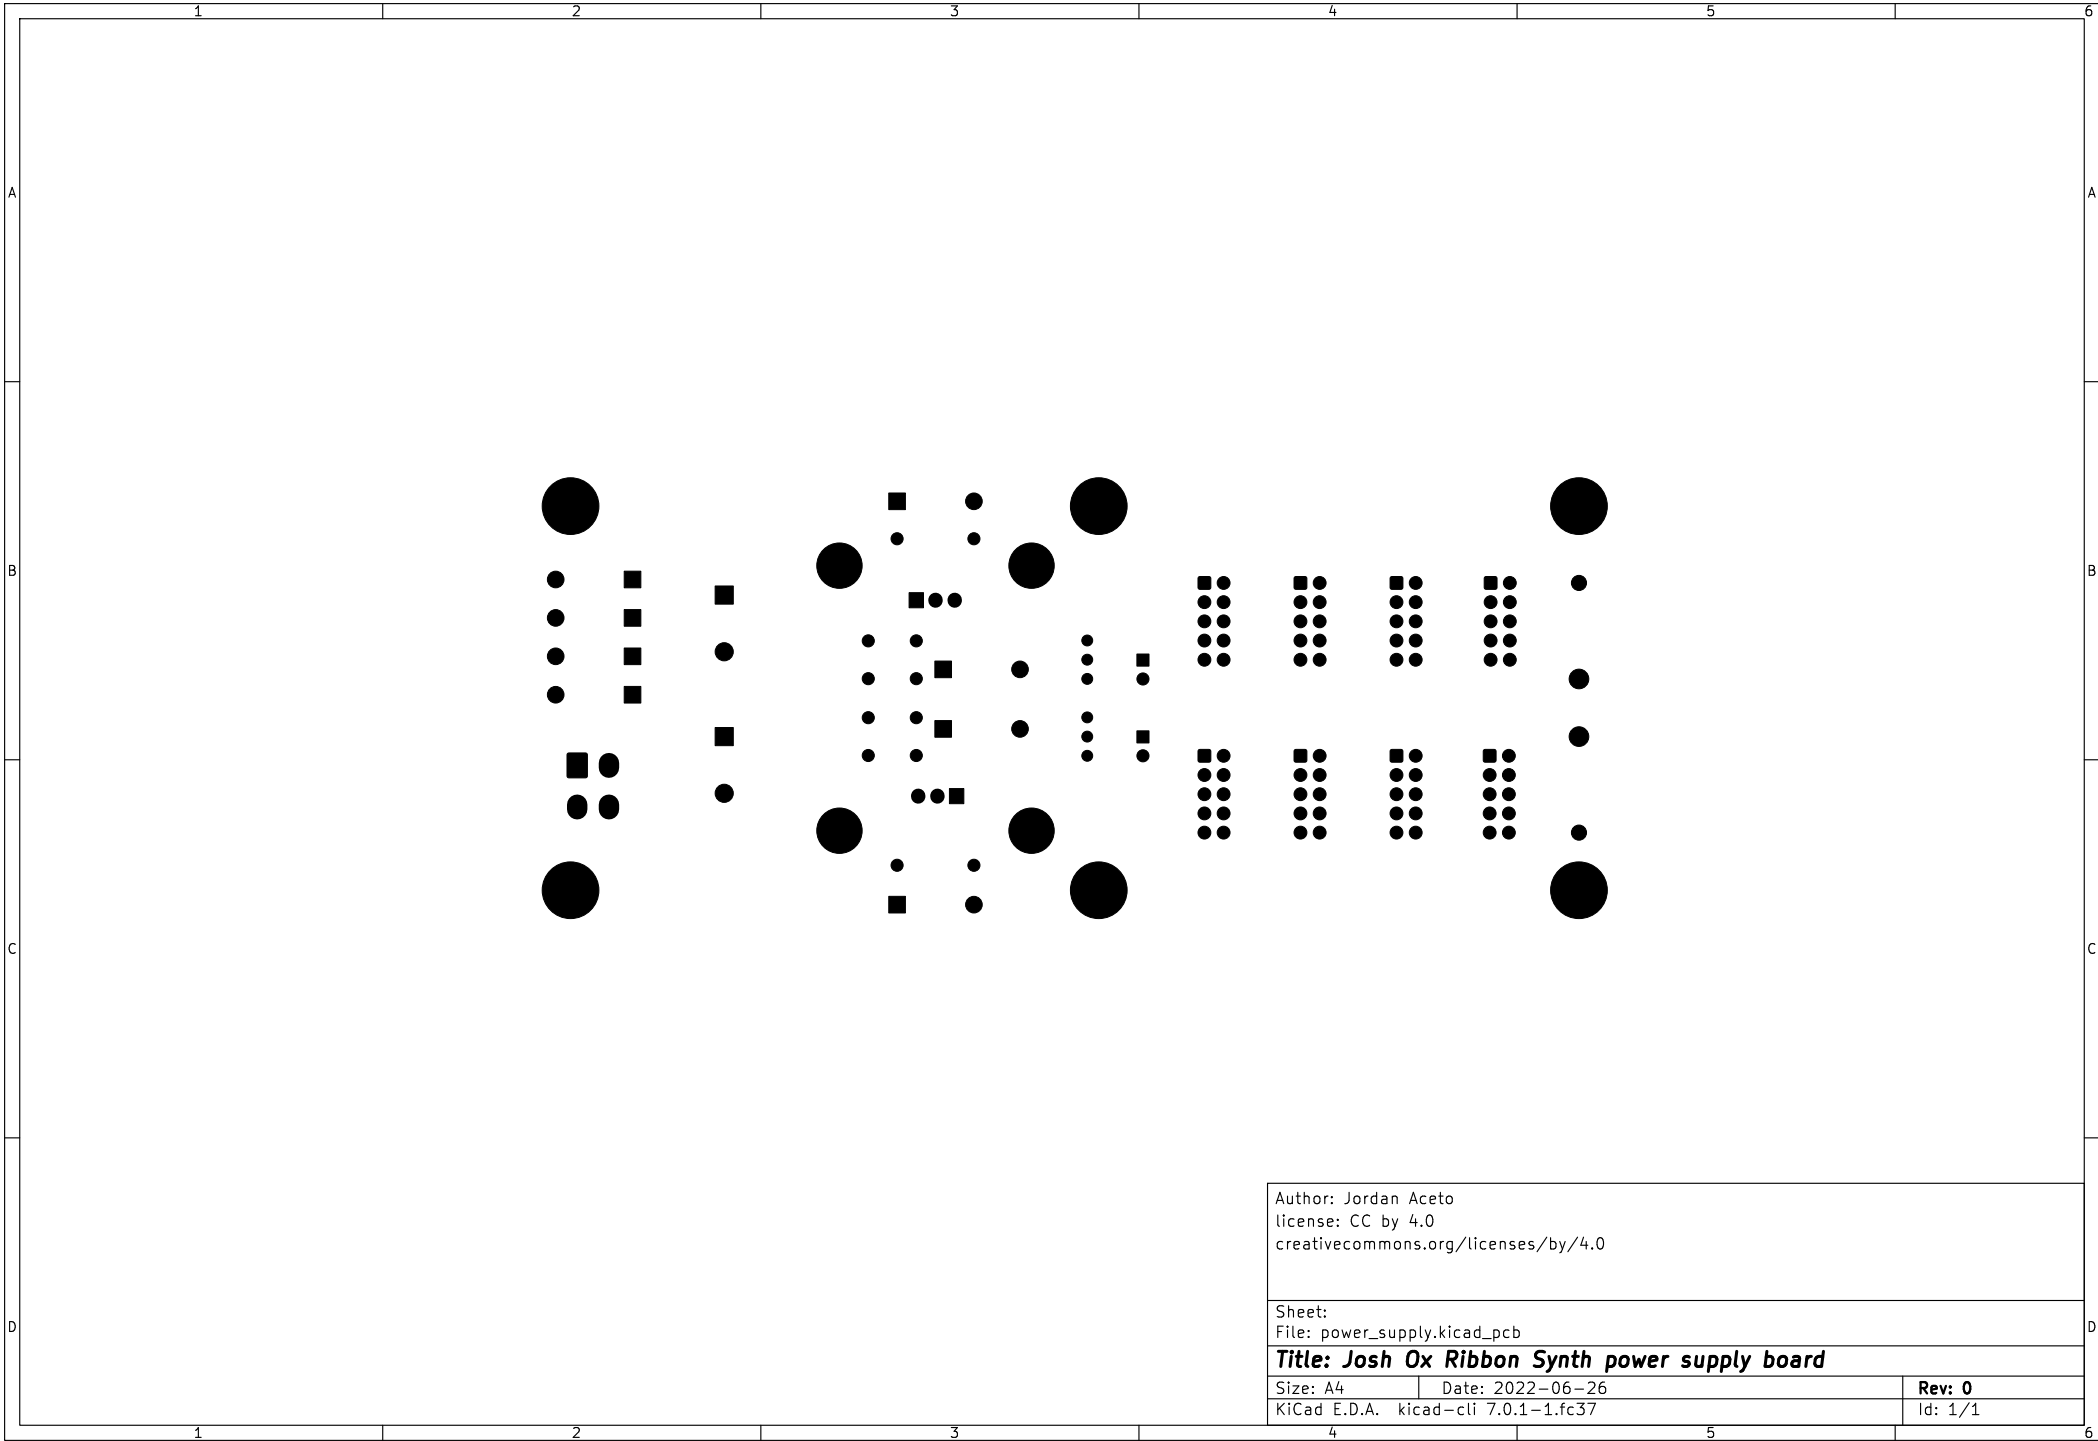 1 2 3 4 5 6
A A
B B
C C
Author: Jordan Aceto
license: CC by 4.0
creativecommons.org/licenses/by/4.0
Sheet:
D D
File: power_supply.kicad_pcb
Title: Josh Ox Ribbon Synth power supply board
Size: A4 Date: 2022-06-26 Rev: 0
KiCad E.D.A. kicad-cli 7.0.1-1.fc37 Id: 1/1
1 2 3 4 5 6